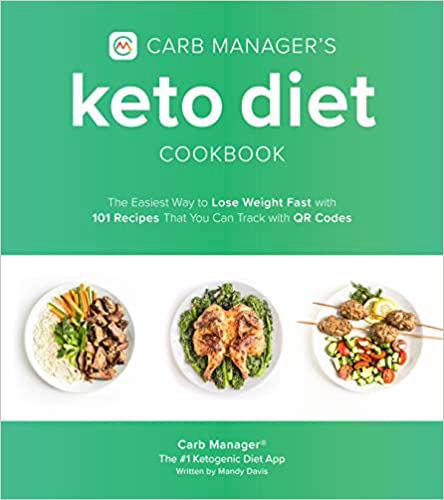 CARB MANAGER'S
keto diet
COOKBOOK
The Easiest Way to Lose Weight Fast with
101 Recipes That You Can Track with QR Codes
Carb Manager®
The #1 Ketogenic Diet App
Written by Mandy Davis